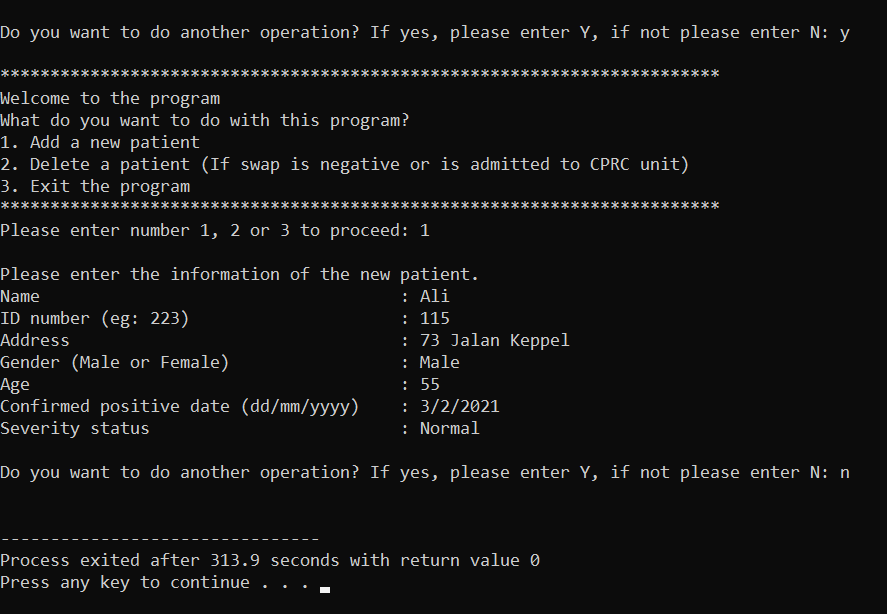 Do you want to do another operation? If yes, please enter Y, if not please enter N: y
************************************************************************
Welcome to the program
What do you want to do with this program?
1. Add a new patient
2. Delete a patient (If swap is negative or is admitted to CPRC unit)
3. Exit the program
************************************************************************
Please enter number 1, 2 or 3 to proceed: 1
Please enter the information of the new patient.
Name : Ali
ID number (eg: 223) : 115
Address : 73 Jalan Keppel
Gender (Male or Female) : Male
Age : 55
Confirmed positive date (dd/mm/yyyy) : 3/2/2021
Severity status : Normal
Do you want to do another operation? If yes, please enter Y, if not please enter N: n
--------------------------------
Process exited after 313.9 seconds with return value 0
Press any key to continue . . .